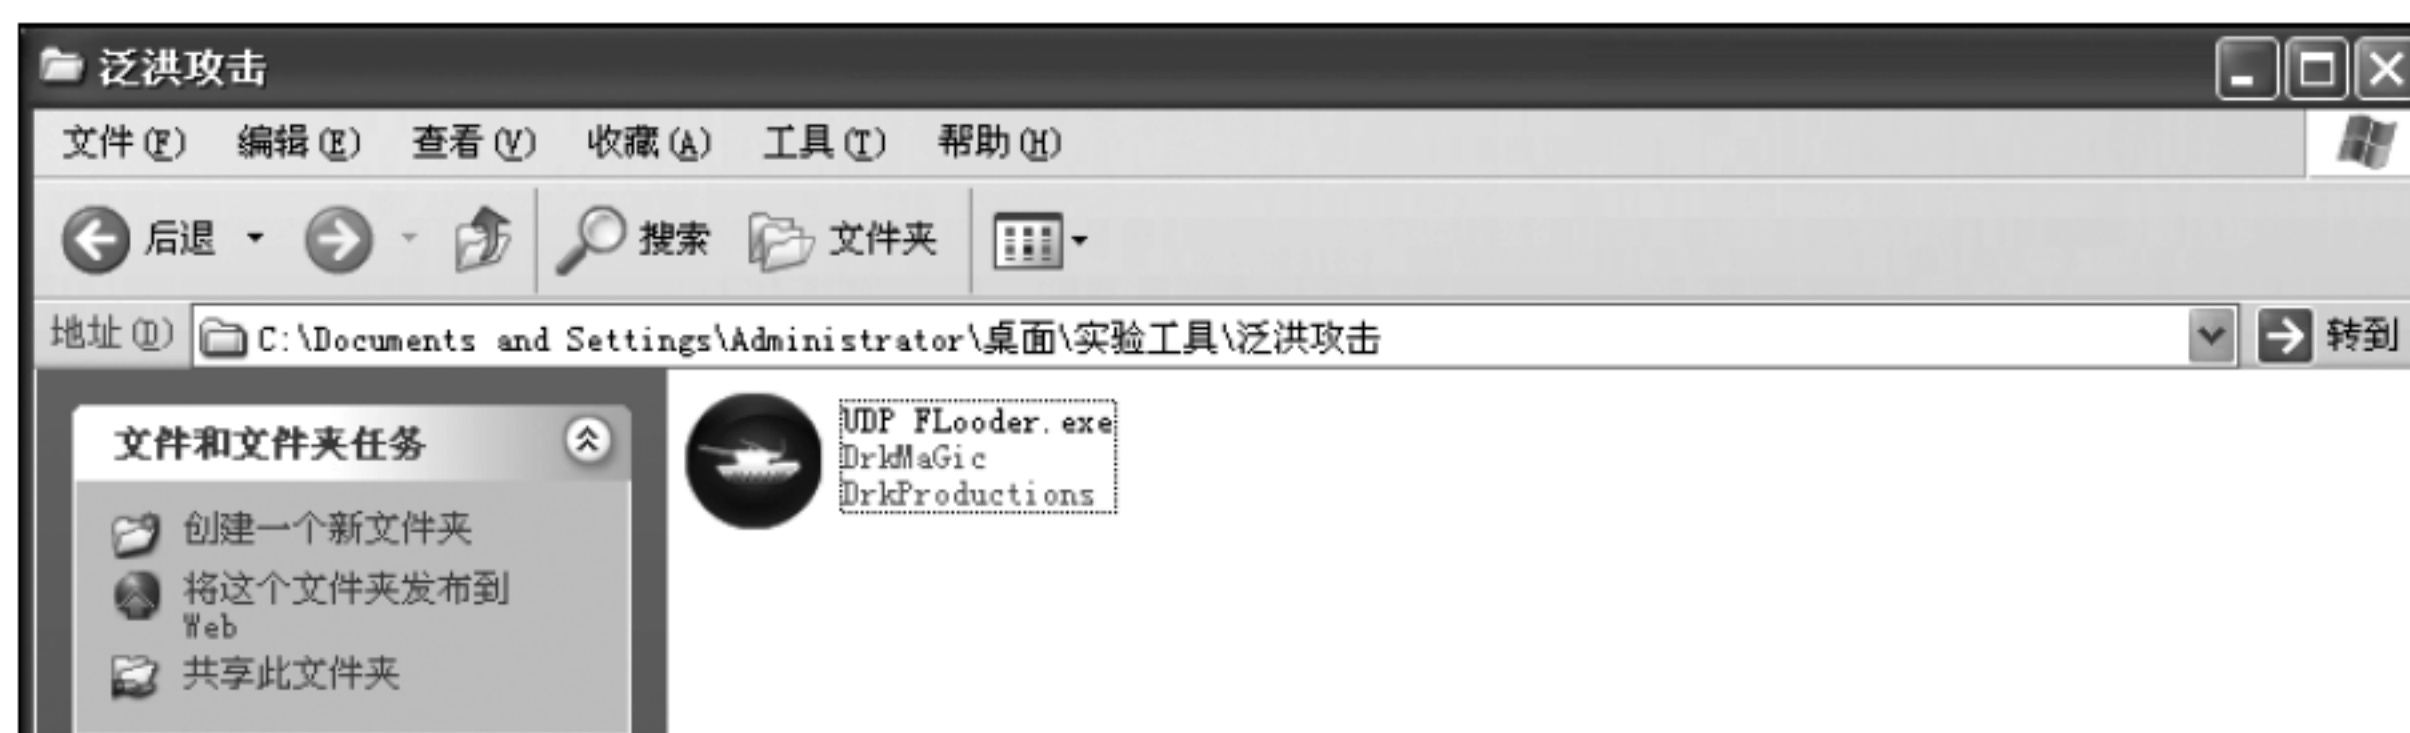 泛洪攻击
文件(F) 编辑(E) 查看(V) 收藏(A) 工具(T) 帮助(H)
后退 搜索 文件夹
地址(D) C:\Documents and Settings\Administrator\桌面\实验工具\泛洪攻击 转到
文件和文件夹任务
创建一个新文件夹
将这个文件夹发布到
Web
共享此文件夹
UDP FLooder.exe
DrkMaGic
DrkProductions